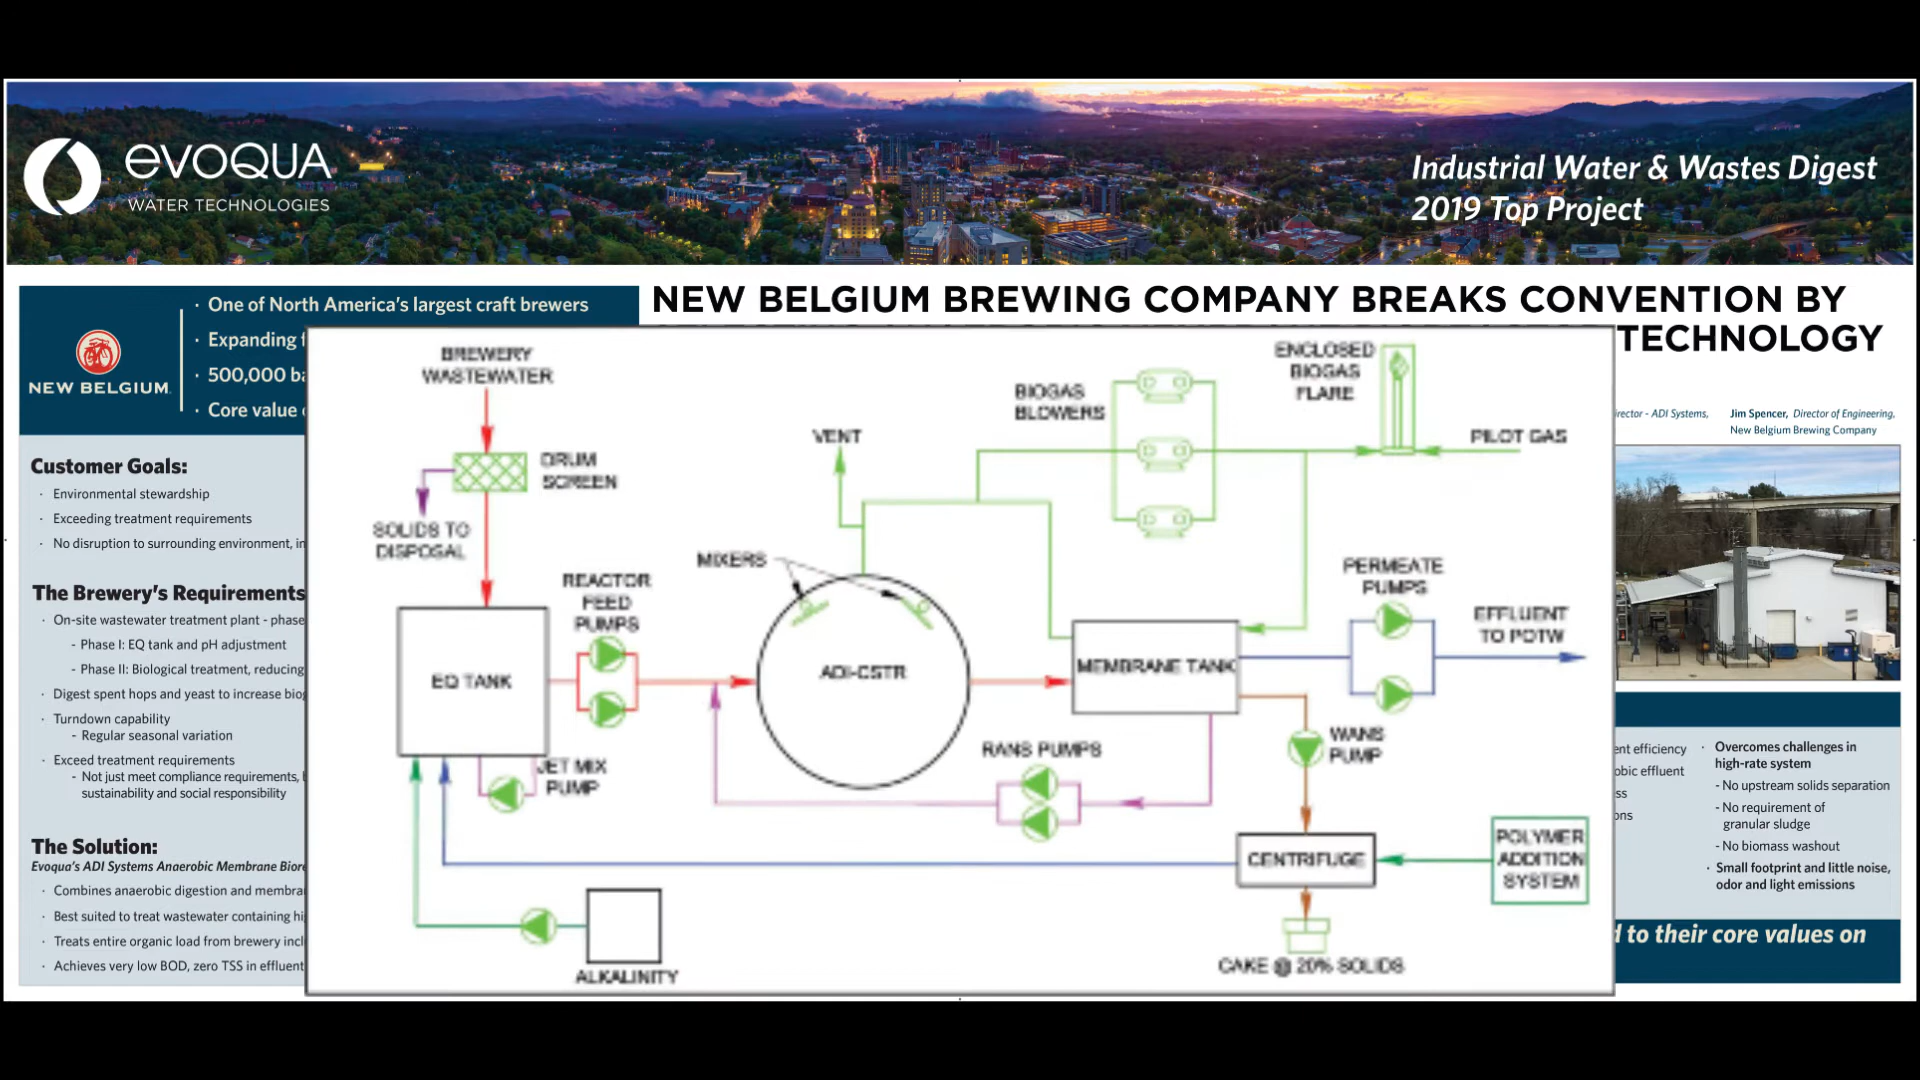 evoQUA
WATER TECHNOLOGIES
Industrial Water & Wastes Digest
2019 Top Project
NEW BELGIUM
· One of North America's largest craft brewers
· Expanding
· 500,000
· Core value
NEW BELGIUM BREWING COMPANY BREAKS CONVENTION BY
TECHNOLOGY
- ADI Systems,
Jim Spencer, Director of Engineering,
New Belgium Brewing Company
Customer Goals:
· Environmental stewardship
· Exceeding treatment requirements
· No disruption to surrounding environment,
The Brewery's Requirements
· On-site wastewater treatment plant - phase
- Phase I: EQ tank and pH adjustment
- Phase II: Biological treatment, reducing
· Digest spent hops and yeast to increase
· Turndown capability
- Regular seasonal variation
· Exceed treatment requirements
- Not just meet compliance requirements,
sustainability and social responsibility
The Solution:
Evoqua's ADI Systems Anaerobic Membrane
· Combines anaerobic digestion and
· Best suited to treat wastewater containing
· Treats entire organic load from brewery
· Achieves very low BOD, zero TSS in effluent
BREWERY
WASTEWATER
DRUM
SCREEN
SOLIDS TO
DISPOSAL
EQ TANK
REACTOR
FEED
PUMPS
JET MIX
PUMP
ALKALINITY
MIXERS
VENT
ADI-CSTR
BIOGAS
BLOWERS
ENCLOSED
BIOGAS
FLARE
PILOT GAS
MEMBRANE TANK
PERMEATE
PUMPS
EFFLUENT
TO POTW
RANS PUMPS
WANS
PUMP
CENTRIFUGE
POLYMER
ADDITION
SYSTEM
CAKE @ 20% SOLIDS
efficiency
effluent
· Overcomes challenges in
high-rate system
- No upstream solids separation
- No requirement of
granular sludge
- No biomass washout
· Small footprint and little noise,
odor and light emissions
to their core values on